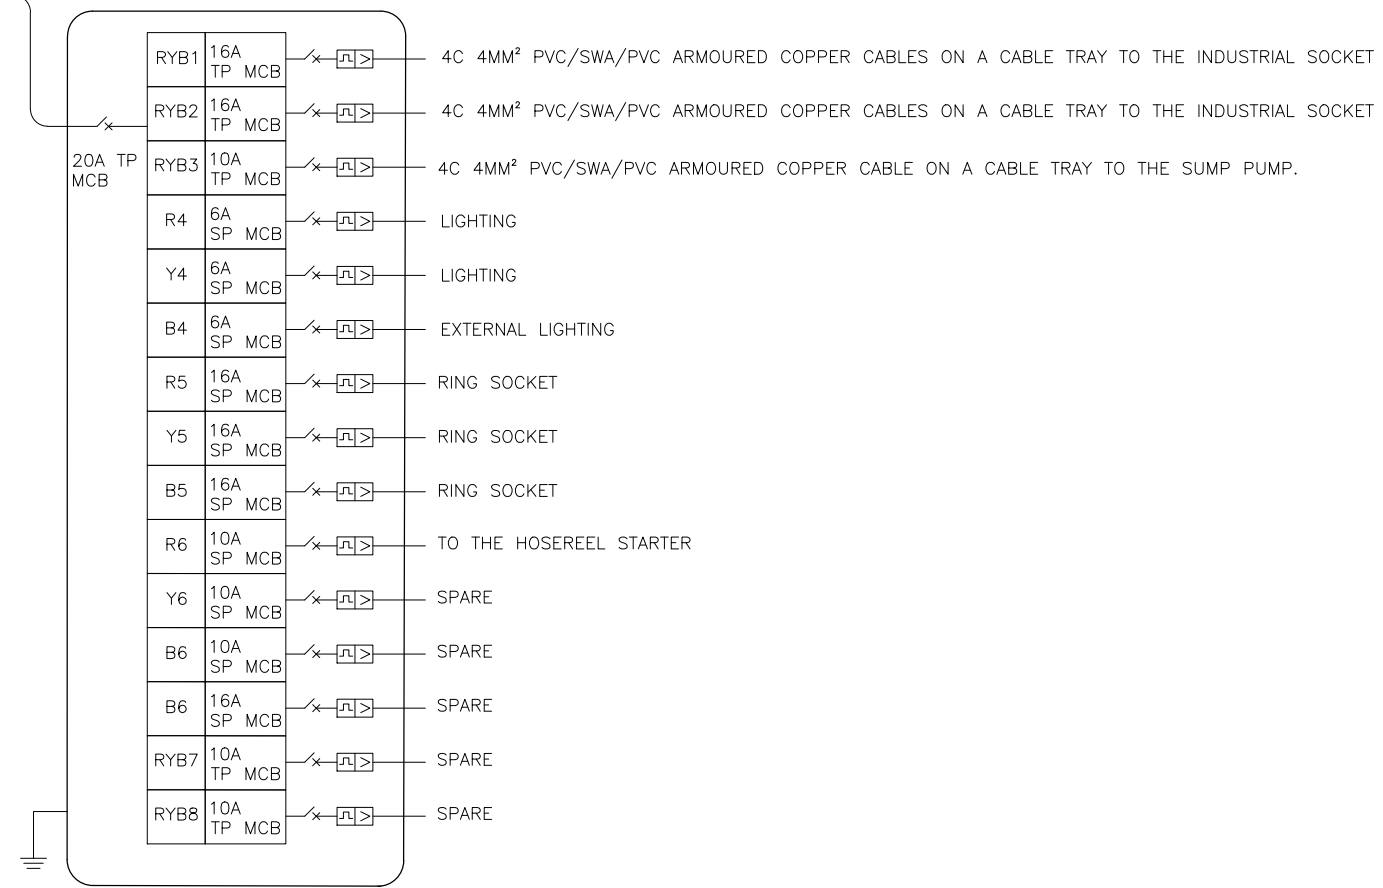 RYB1 16A TP MCB 4C 4MM² PVC/SWA/PVC ARMOURED COPPER CABLES ON A CABLE TRAY TO THE INDUSTRIAL SOCKET
RYB2 16A TP MCB 4C 4MM² PVC/SWA/PVC ARMOURED COPPER CABLES ON A CABLE TRAY TO THE INDUSTRIAL SOCKET
20A TP MCB
RYB3 10A TP MCB 4C 4MM² PVC/SWA/PVC ARMOURED COPPER CABLE ON A CABLE TRAY TO THE SUMP PUMP.
R4 6A SP MCB LIGHTING
Y4 6A SP MCB LIGHTING
B4 6A SP MCB EXTERNAL LIGHTING
R5 16A SP MCB RING SOCKET
Y5 16A SP MCB RING SOCKET
B5 16A SP MCB RING SOCKET
R6 10A SP MCB TO THE HOSEREEL STARTER
Y6 10A SP MCB SPARE
B6 10A SP MCB SPARE
B6 16A SP MCB SPARE
RYB7 10A TP MCB SPARE
RYB8 10A TP MCB SPARE